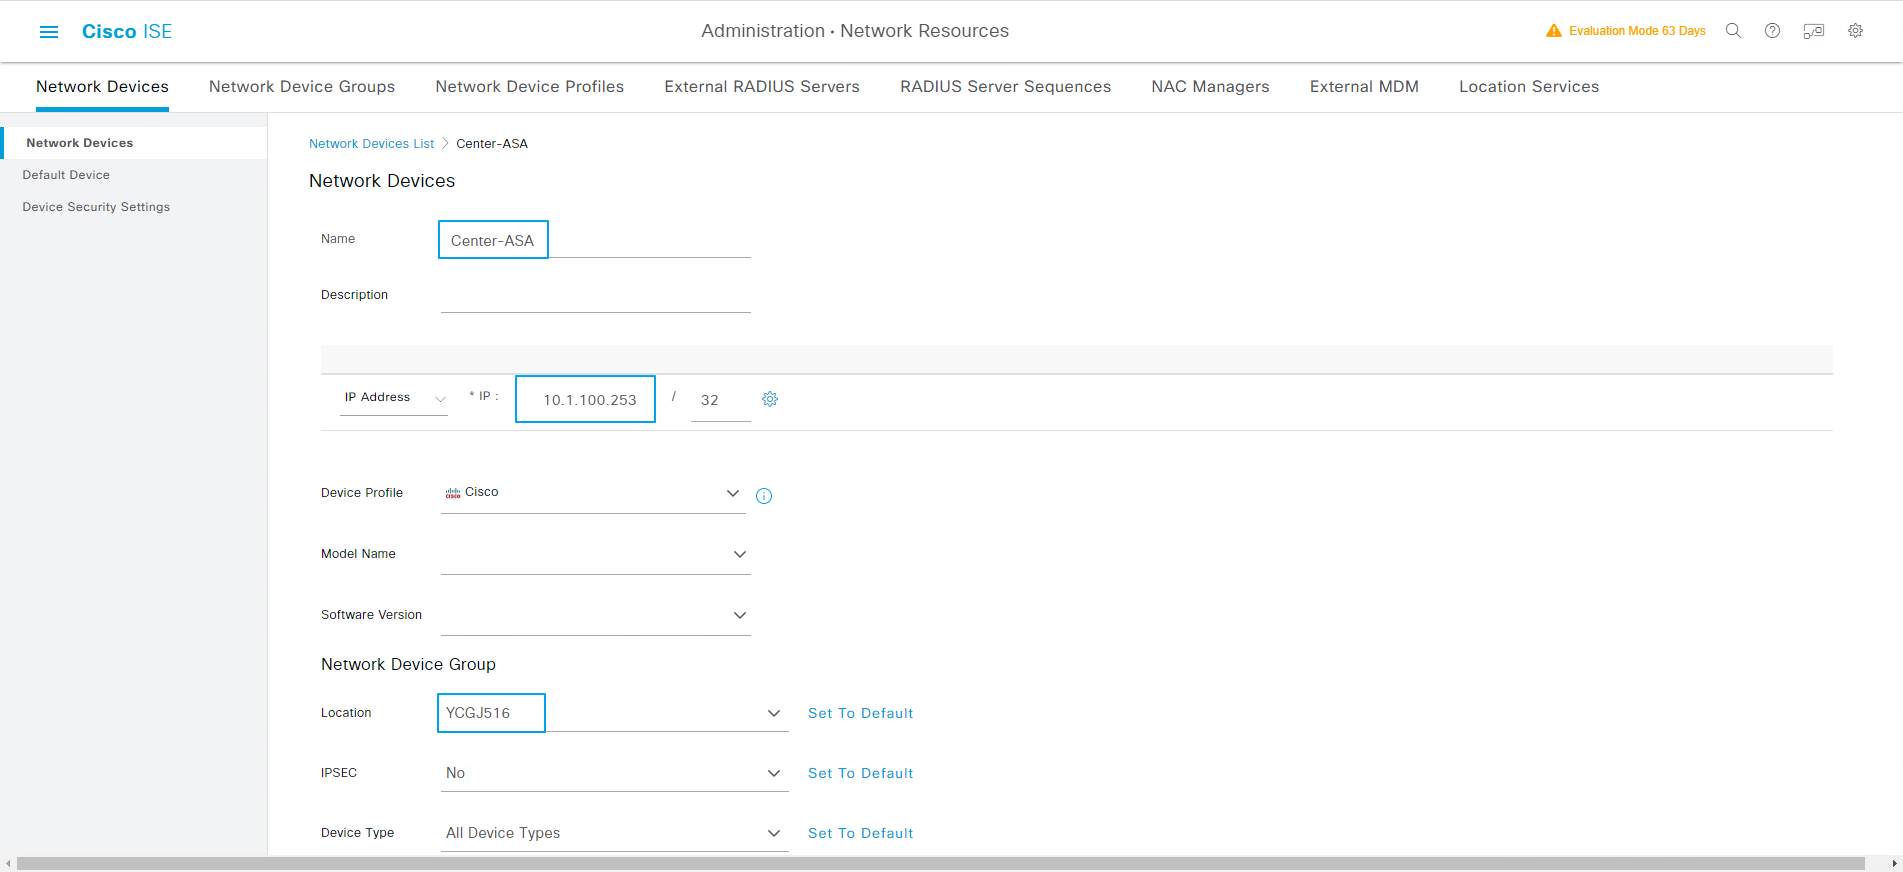 Cisco ISE
Administration • Network Resources
Evaluation Mode 63 Days
Network Devices
Network Device Groups
Network Device Profiles
External RADIUS Servers
RADIUS Server Sequences
NAC Managers
External MDM
Location Services
Network Devices
Default Device
Device Security Settings
Network Devices List > Center-ASA
Network Devices
Name Center-ASA
Description
IP Address * IP : 10.1.100.253 / 32
Device Profile Cisco
Model Name
Software Version
Network Device Group
Location YCGJ516 Set To Default
IPSEC No Set To Default
Device Type All Device Types Set To Default